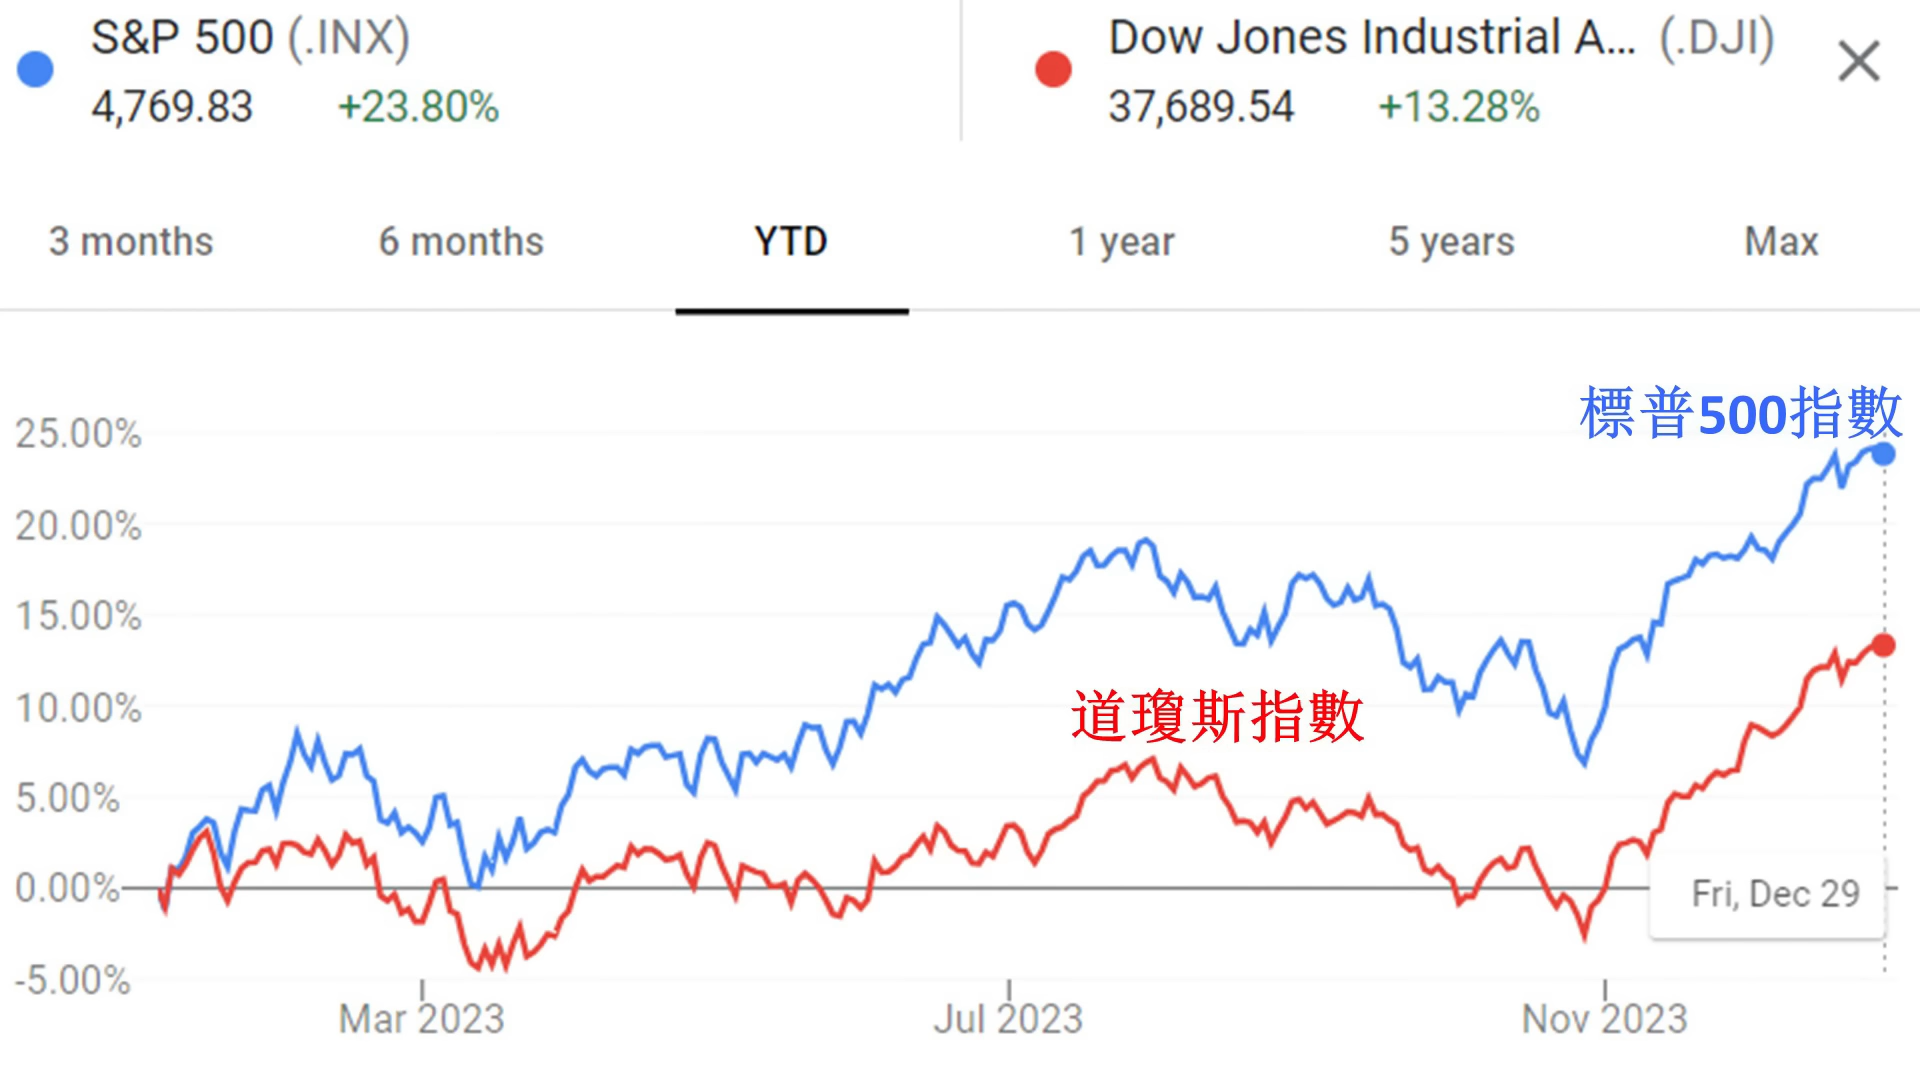 S&P 500 (.INX)
4,769.83 +23.80%
Dow Jones Industrial A... (.DJI)
37,689.54 +13.28%
3 months 6 months YTD 1 year 5 years Max
標普500指數
25.00%
20.00%
15.00%
10.00%
道瓊斯指數
5.00%
0.00%
Fri, Dec 29
-5.00%
Mar 2023 Jul 2023 Nov 2023